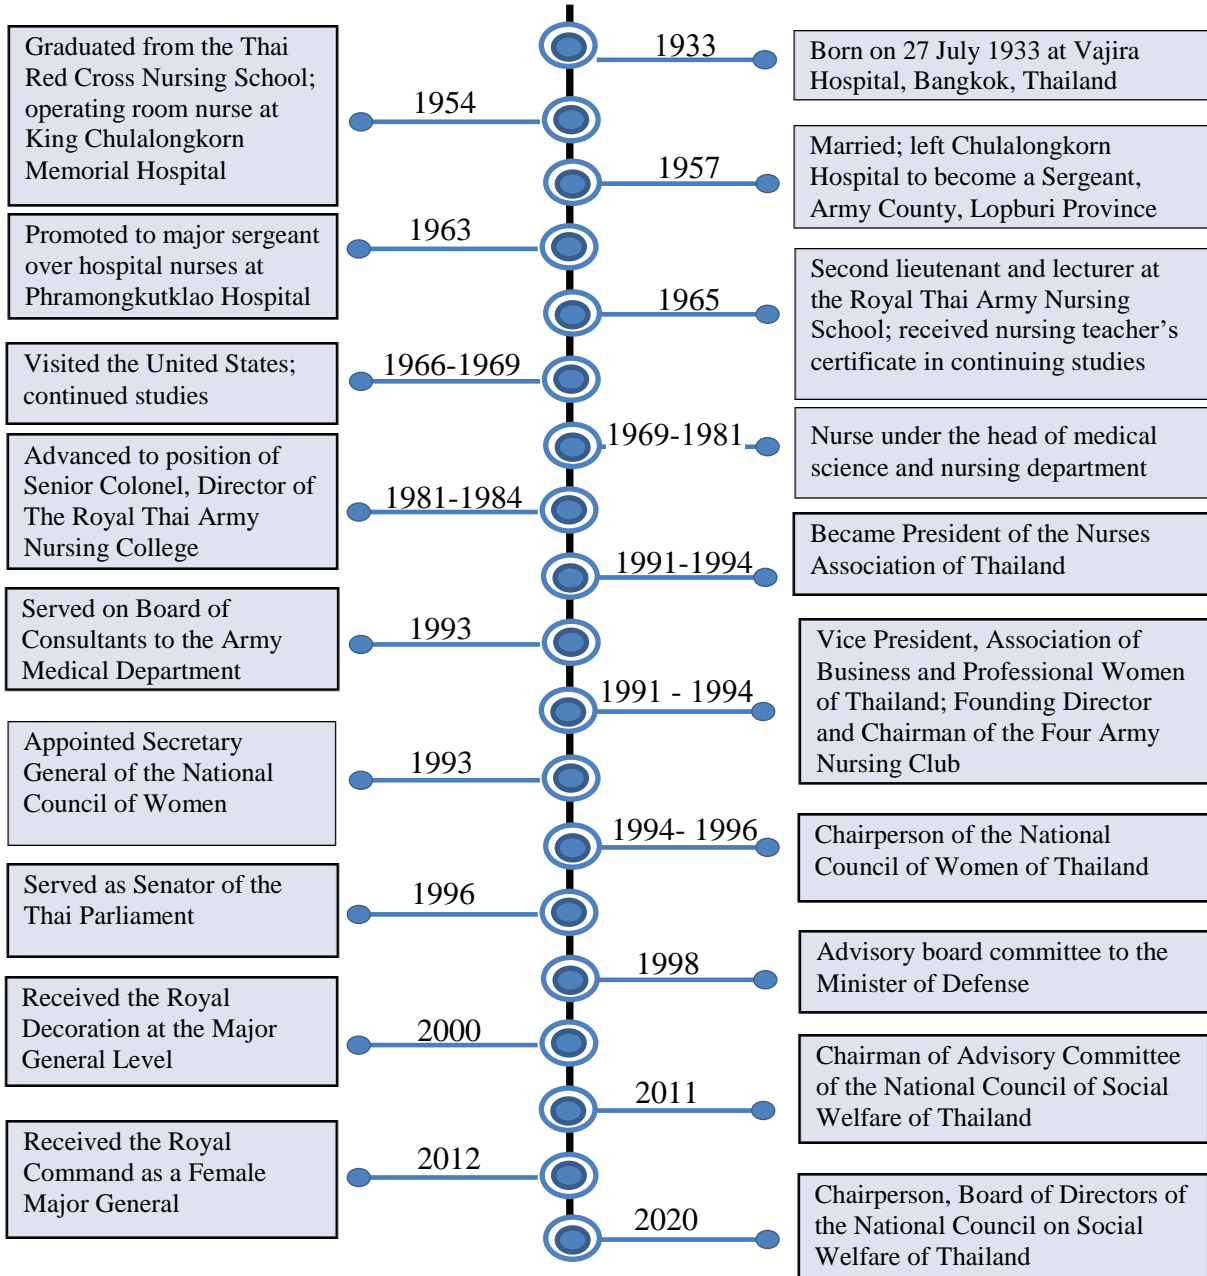 1933
Born on 27 July 1933 at Vajira
Hospital, Bangkok, Thailand
Graduated from the Thai
Red Cross Nursing School;
operating room nurse at
King Chulalongkorn
Memorial Hospital
1954
1957
Married; left Chulalongkorn
Hospital to become a Sergeant,
Army County, Lopburi Province
Promoted to major sergeant
over hospital nurses at
Phramongkutklao Hospital
1963
1965
Second lieutenant and lecturer at
the Royal Thai Army Nursing
School; received nursing teacher’s
certificate in continuing studies
Visited the United States;
continued studies
1966-1969
1969-1981
Nurse under the head of medical
science and nursing department
Advanced to position of
Senior Colonel, Director of
The Royal Thai Army
Nursing College
1981-1984
1991-1994
Became President of the Nurses
Association of Thailand
Served on Board of
Consultants to the Army
Medical Department
1993
1991 - 1994
Vice President, Association of
Business and Professional Women
of Thailand; Founding Director
and Chairman of the Four Army
Nursing Club
Appointed Secretary
General of the National
Council of Women
1993
1994- 1996
Chairperson of the National
Council of Women of Thailand
Served as Senator of the
Thai Parliament
1996
1998
Advisory board committee to the
Minister of Defense
Received the Royal
Decoration at the Major
General Level
2000
2011
Chairman of Advisory Committee
of the National Council of Social
Welfare of Thailand
Received the Royal
Command as a Female
Major General
2012
2020
Chairperson, Board of Directors of
the National Council on Social
Welfare of Thailand